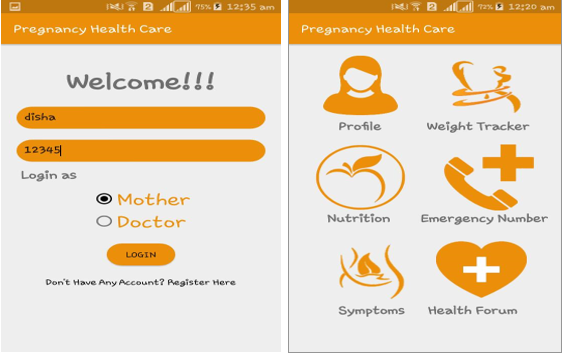 2 75% 12:35 am
Pregnancy Health Care
Welcome!!!
disha
12345
Login as
Mother
Doctor
LOGIN
Don't Have Any Account? Register Here
2 72% 12:20 am
Pregnancy Health Care
Profile Weight Tracker
Nutrition Emergency Number
Symptoms Health Forum